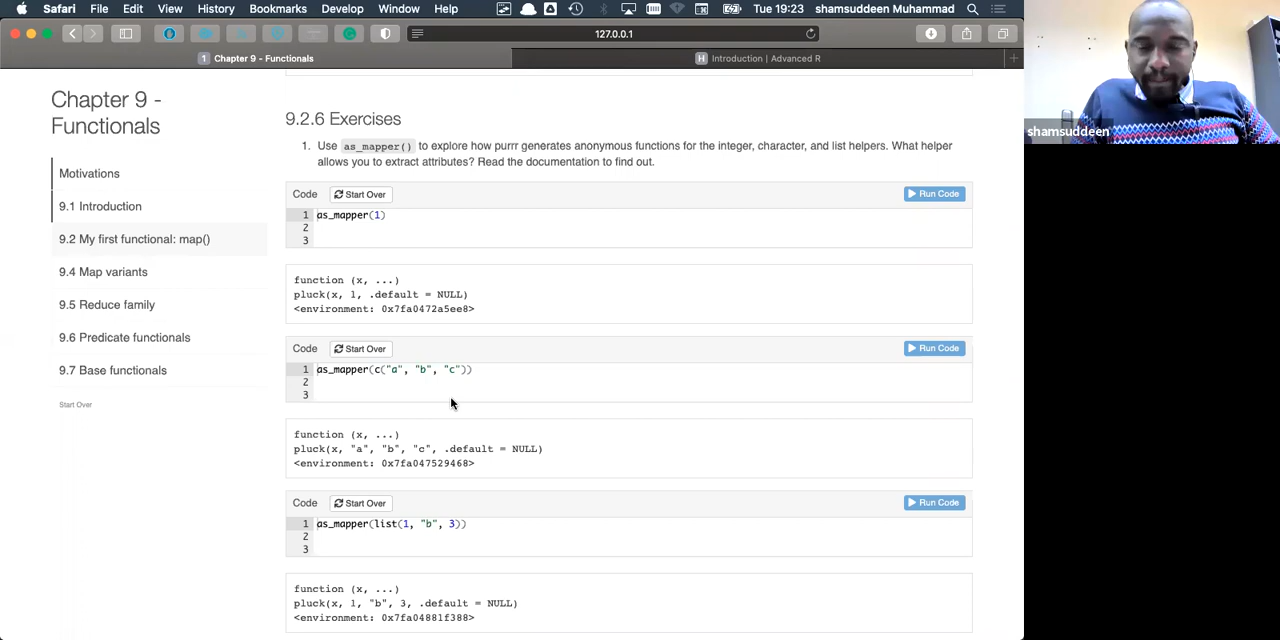 Safari File Edit View History Bookmarks Develop Window Help Tue 19:23 shamsuddeen Muhammad
127.0.0.1
1 Chapter 9 - Functionals H Introduction | Advanced R
shamsuddeen
Chapter 9 -
Functionals
Motivations
9.1 Introduction
9.2 My first functional: map()
9.4 Map variants
9.5 Reduce family
9.6 Predicate functionals
9.7 Base functionals
Start Over
9.2.6 Exercises
1. Use as_mapper() to explore how purrr generates anonymous functions for the integer, character, and list helpers. What helper
allows you to extract attributes? Read the documentation to find out.
Code Start Over Run Code
1 as_mapper(1)
2
3
function (x, ...)
pluck(x, 1, .default = NULL)
<environment: 0x7fa0472a5ee8>
Code Start Over Run Code
1 as_mapper(c("a", "b", "c"))
2
3
function (x, ...)
pluck(x, "a", "b", "c", .default = NULL)
<environment: 0x7fa047529468>
Code Start Over Run Code
1 as_mapper(list(1, "b", 3))
2
3
function (x, ...)
pluck(x, 1, "b", 3, .default = NULL)
<environment: 0x7fa04881f388>